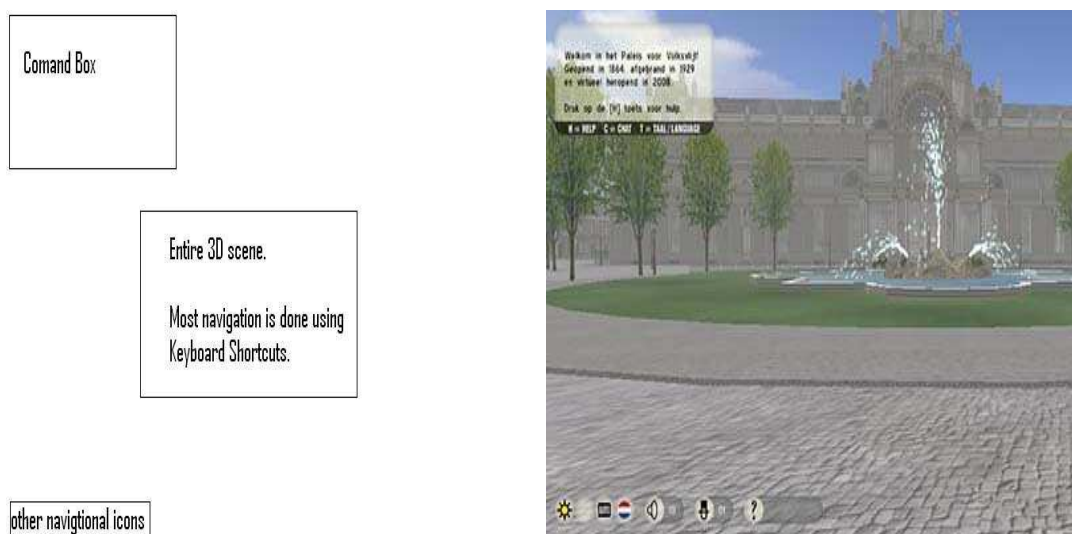 Comand Box
Entire 3D scene.
Most navigation is done using
Keyboard Shortcuts.
other navigtional icons
Welkom in het Paleis voor Volksvlijt!
Geopend in 1864, afgebrand in 1929
en virtueel heropend in 2008.
Druk op de [H] toets voor hulp.
H = HELP C = CHAT T = TAAL/LANGUAGE
?